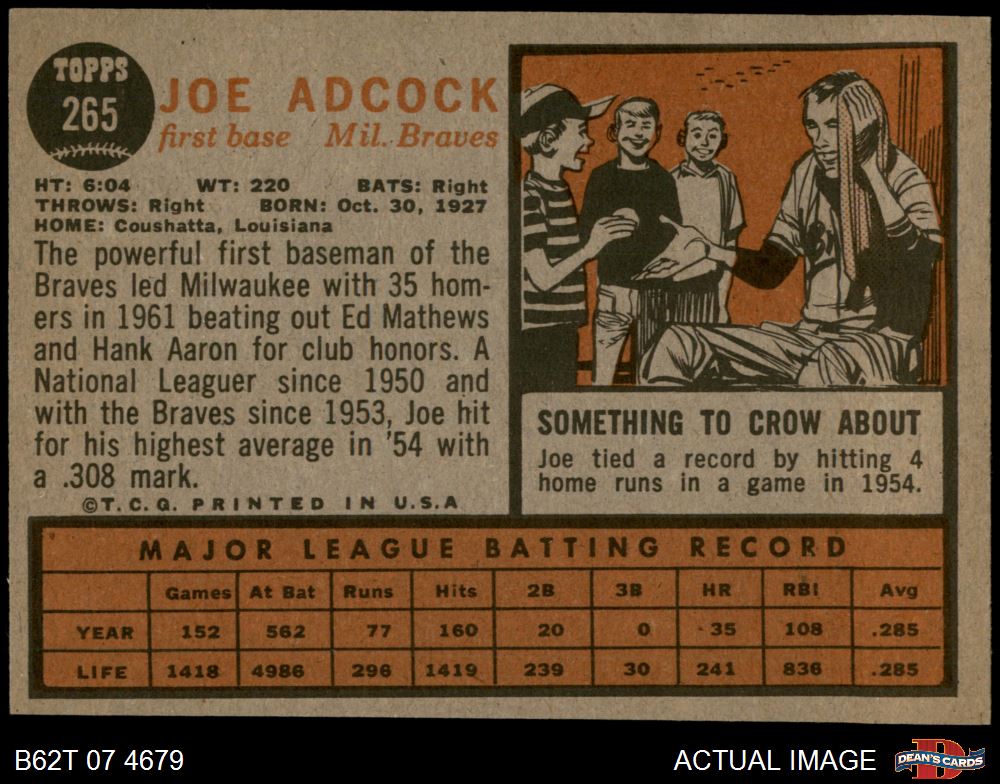 TOPPS
265
JOE ADCOCK
first base Mil. Braves
HT: 6:04 WT: 220 BATS: Right
THROWS: Right BORN: Oct. 30, 1927
HOME: Coushatta, Louisiana
The powerful first baseman of the
Braves led Milwaukee with 35 hom-
ers in 1961 beating out Ed Mathews
and Hank Aaron for club honors. A
National Leaguer since 1950 and
with the Braves since 1953, Joe hit
for his highest average in '54 with
a .308 mark.
©T.C.G. PRINTED IN U.S.A
SOMETHING TO CROW ABOUT
Joe tied a record by hitting 4
home runs in a game in 1954.
MAJOR LEAGUE BATTING RECORD
Games At Bat Runs Hits 2B 3B HR RBI Avg
YEAR 152 562 77 160 20 0 35 108 .285
LIFE 1418 4986 296 1419 239 30 241 836 .285
B62T 07 4679 ACTUAL IMAGE DEAN'S CARDS